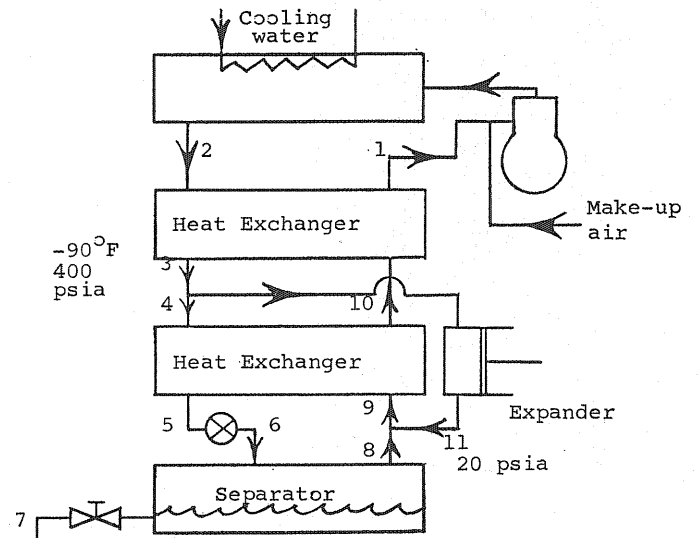 Cooling
water
2
1
Heat Exchanger
Make-up
air
-90°F
400
psia
3
4
10
Heat Exchanger
5
6
9
Expander
8
11
20 psia
Separator
7